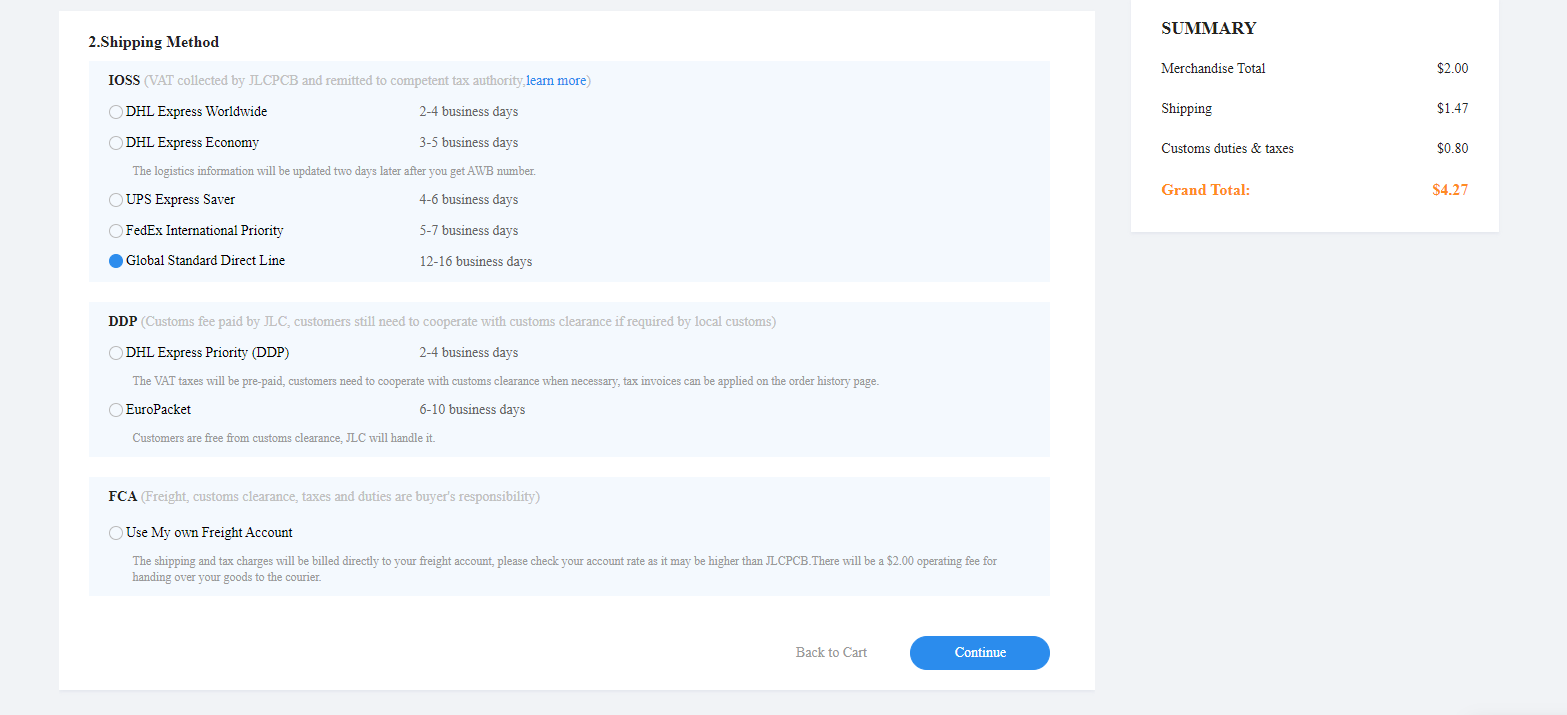 2.Shipping Method
IOSS (VAT collected by JLCPCB and remitted to competent tax authority,learn more)
DHL Express Worldwide 2-4 business days
DHL Express Economy 3-5 business days
The logistics information will be updated two days later after you get AWB number.
UPS Express Saver 4-6 business days
FedEx International Priority 5-7 business days
Global Standard Direct Line 12-16 business days
DDP (Customs fee paid by JLC, customers still need to cooperate with customs clearance if required by local customs)
DHL Express Priority (DDP) 2-4 business days
The VAT taxes will be pre-paid, customers need to cooperate with customs clearance when necessary, tax invoices can be applied on the order history page.
EuroPacket 6-10 business days
Customers are free from customs clearance, JLC will handle it.
FCA (Freight, customs clearance, taxes and duties are buyer's responsibility)
Use My own Freight Account
The shipping and tax charges will be billed directly to your freight account, please check your account rate as it may be higher than JLCPCB.There will be a $2.00 operating fee for
handing over your goods to the courier.
Back to Cart Continue
SUMMARY
Merchandise Total $2.00
Shipping $1.47
Customs duties & taxes $0.80
Grand Total: $4.27